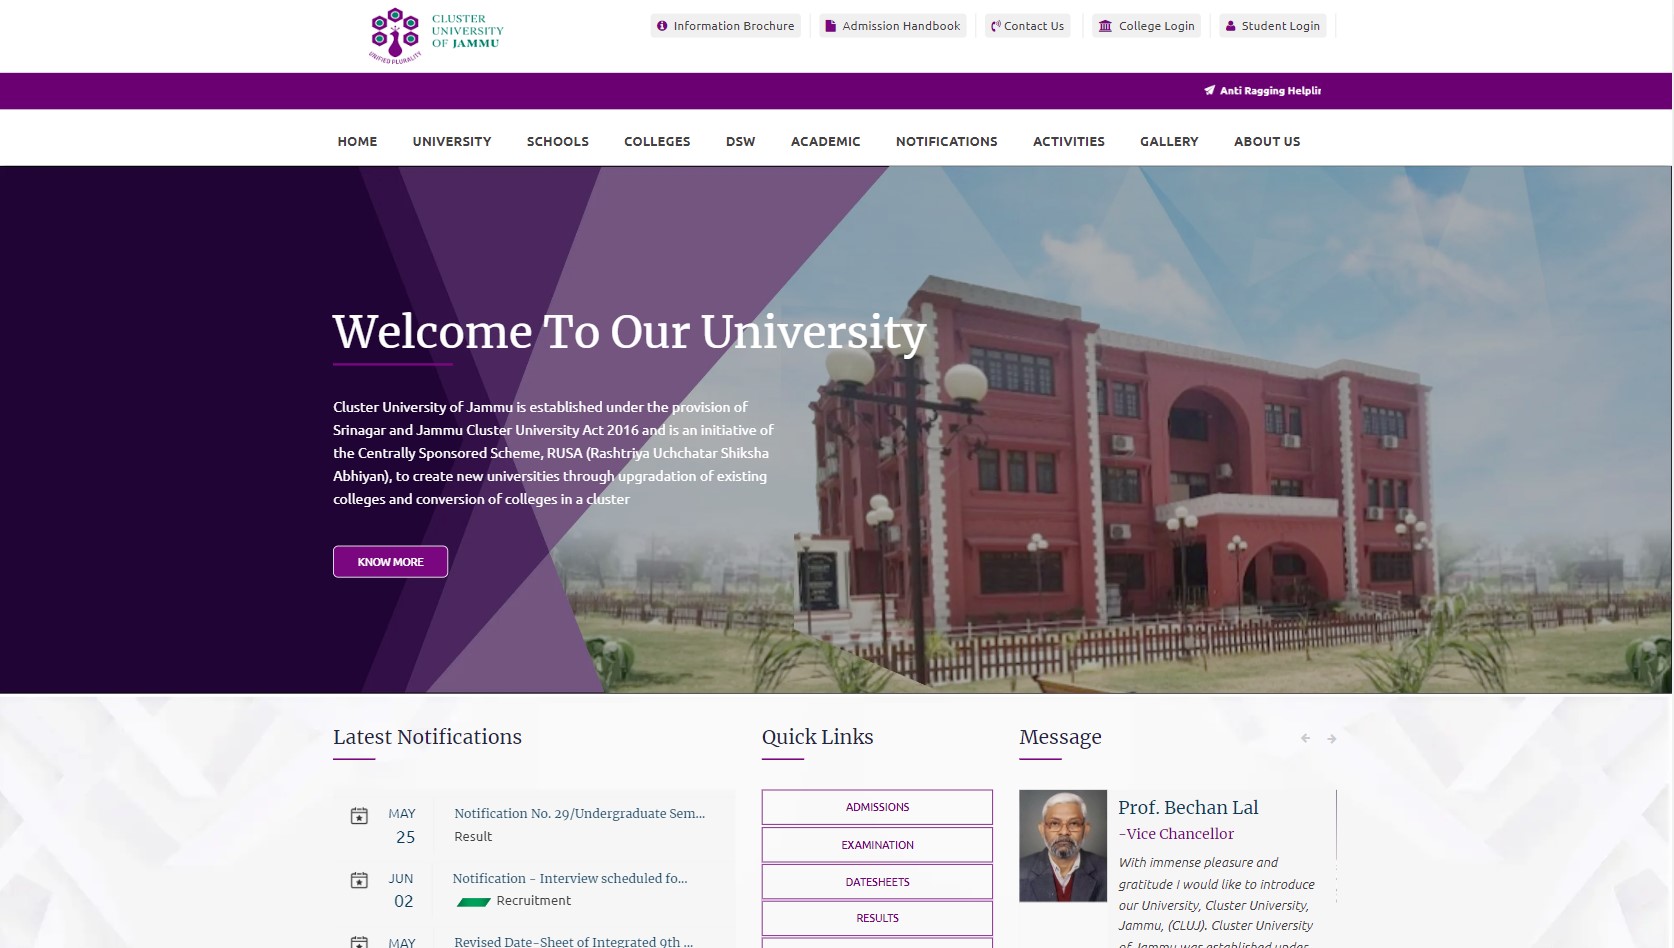 CLUSTER
UNIVERSITY
OF JAMMU
UNIFIED PLURALITY
Information Brochure
Admission Handbook
Contact Us
College Login
Student Login
Anti Ragging Helplin
HOME UNIVERSITY SCHOOLS COLLEGES DSW ACADEMIC NOTIFICATIONS ACTIVITIES GALLERY ABOUT US
Welcome To Our University
Cluster University of Jammu is established under the provision of
Srinagar and Jammu Cluster University Act 2016 and is an initiative of
the Centrally Sponsored Scheme, RUSA (Rashtriya Uchchatar Shiksha
Abhiyan), to create new universities through upgradation of existing
colleges and conversion of colleges in a cluster
KNOW MORE
Latest Notifications
MAY
25
Notification No. 29/Undergraduate Sem...
Result
JUN
02
Notification - Interview scheduled fo...
Recruitment
MAY
Revised Date-Sheet of Integrated 9th ...
Quick Links
ADMISSIONS
EXAMINATION
DATESHEETS
RESULTS
Message
Prof. Bechan Lal
-Vice Chancellor
With immense pleasure and
gratitude I would like to introduce
our University, Cluster University,
Jammu, (CLUJ). Cluster University
of Jammu was established under